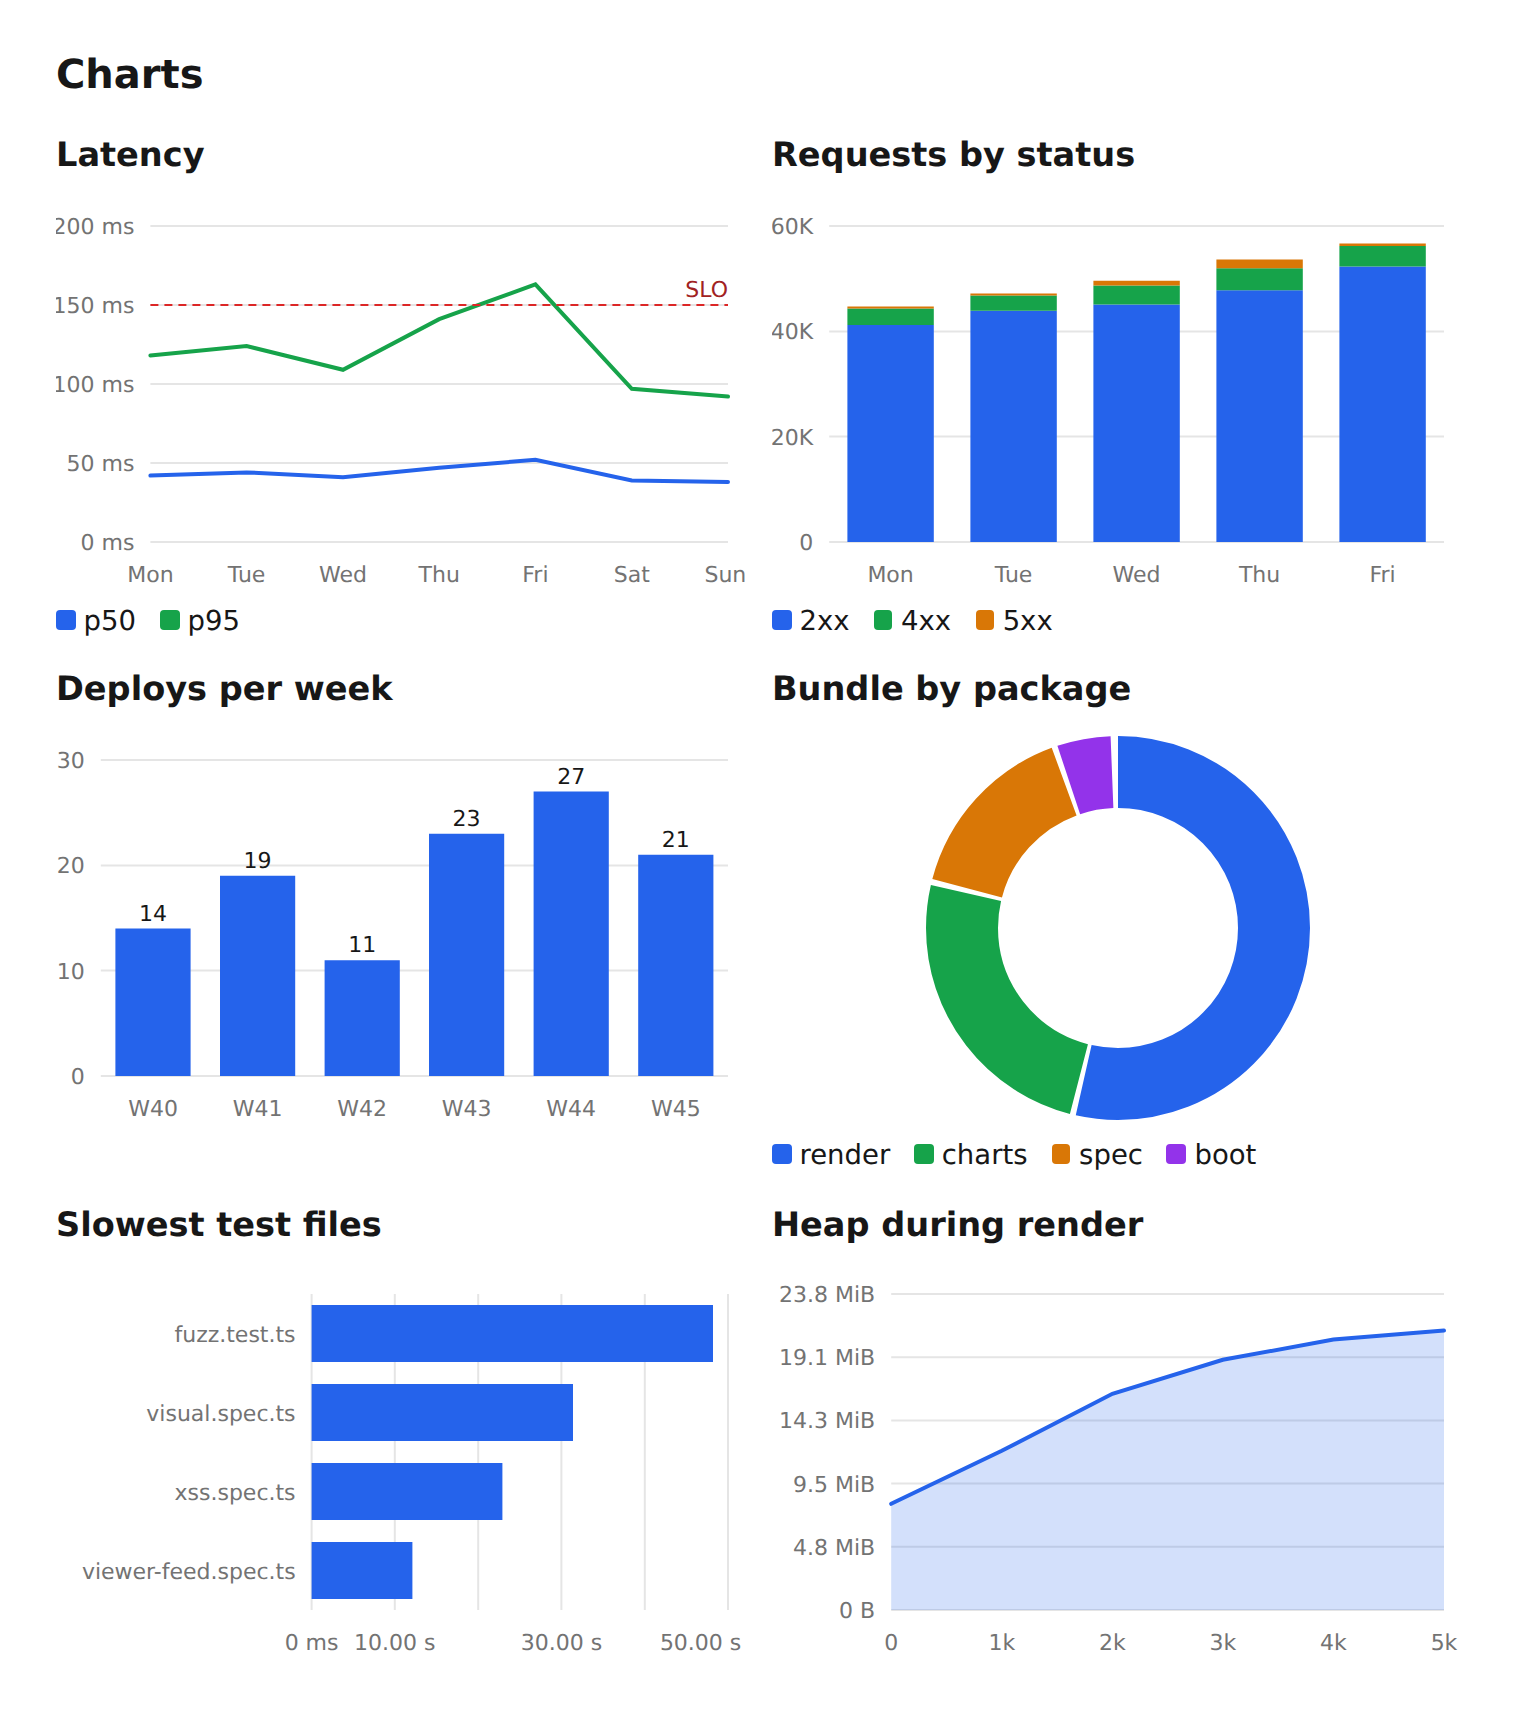 Charts
Latency
200 ms
150 ms
100 ms
50 ms
0 ms
SLO
Mon Tue Wed Thu Fri Sat Sun
p50 p95
Requests by status
60K
40K
20K
0
Mon Tue Wed Thu Fri
2xx 4xx 5xx
Deploys per week
30
20
10
0
14 19 11 23 27 21
W40 W41 W42 W43 W44 W45
Bundle by package
render charts spec boot
Slowest test files
fuzz.test.ts
visual.spec.ts
xss.spec.ts
viewer-feed.spec.ts
0 ms 10.00 s 30.00 s 50.00 s
Heap during render
23.8 MiB
19.1 MiB
14.3 MiB
9.5 MiB
4.8 MiB
0 B
0 1k 2k 3k 4k 5k